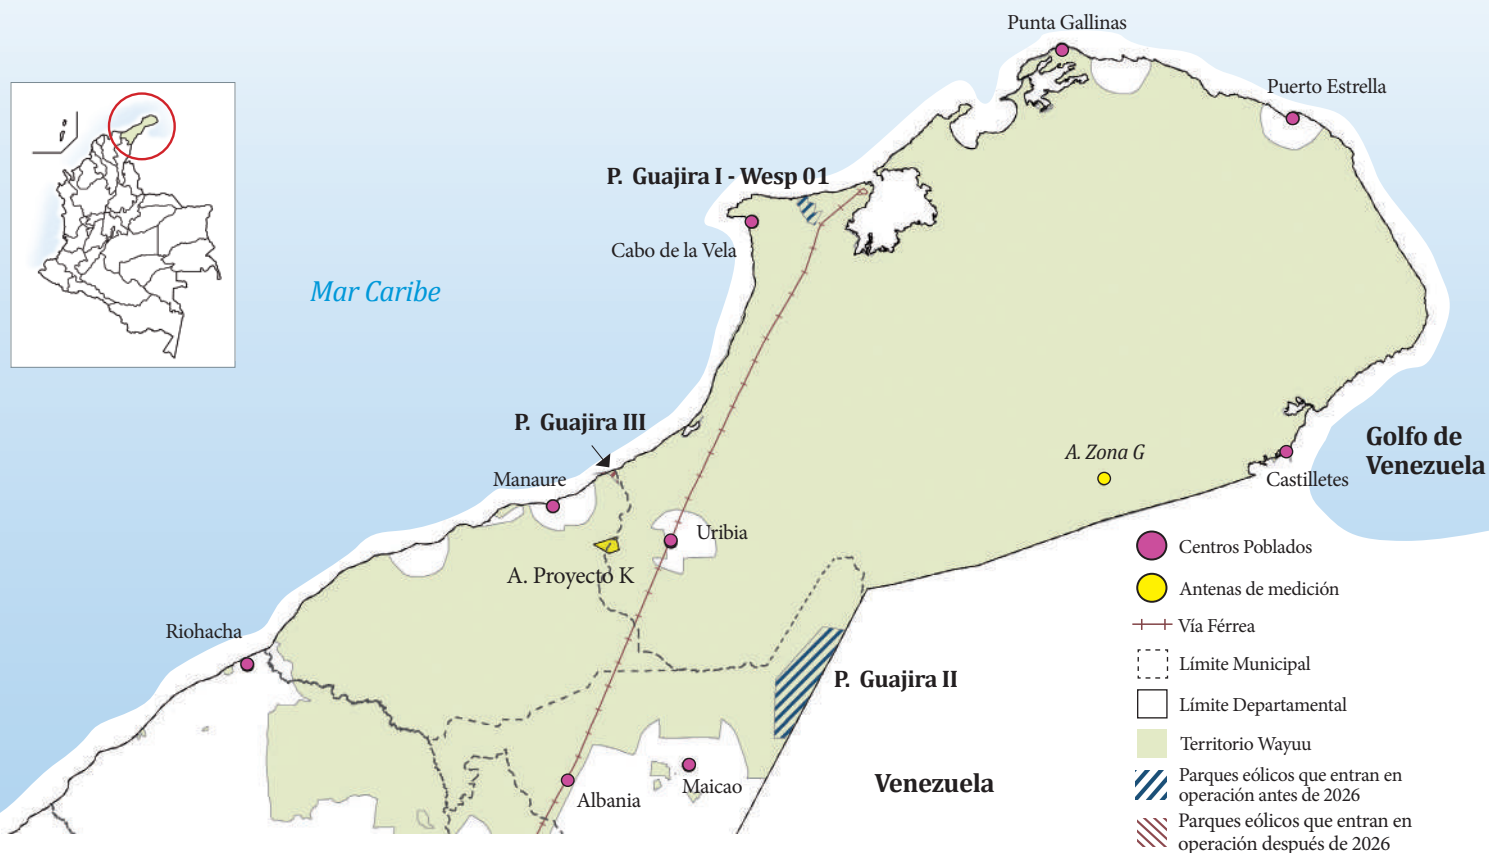 Punta Gallinas
Puerto Estrella
P. Guajira I - Wesp 01
Cabo de la Vela
Mar Caribe
P. Guajira III
Manaure
A. Zona G
Golfo de
Venezuela
Castilletes
Uribia
A. Proyecto K
Riohacha
P. Guajira II
Maicao
Albania
Venezuela
Centros Poblados
Antenas de medición
Vía Férrea
Límite Municipal
Límite Departamental
Territorio Wayuu
Parques eólicos que entran en
operación antes de 2026
Parques eólicos que entran en
operación después de 2026